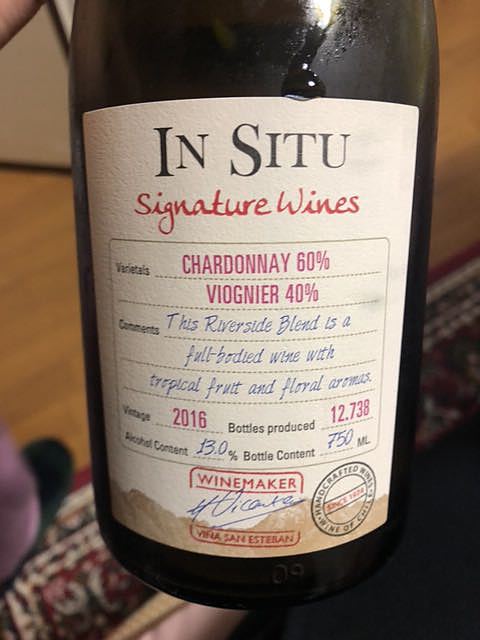 IN SITU
Signature Wines
Varietals CHARDONNAY 60%
VIOGNIER 40%
Comments This Riverside Blend is a
full-bodied wine with
tropical fruit and floral aromas.
Vintage 2016 Bottles produced 12.738
Alcohol Content 13.0 % Bottle Content 750 ML
WINEMAKER
VIÑA SAN ESTEBAN
HANDCRAFTED WINES
SINCE 1974
WINE OF CHILE
09